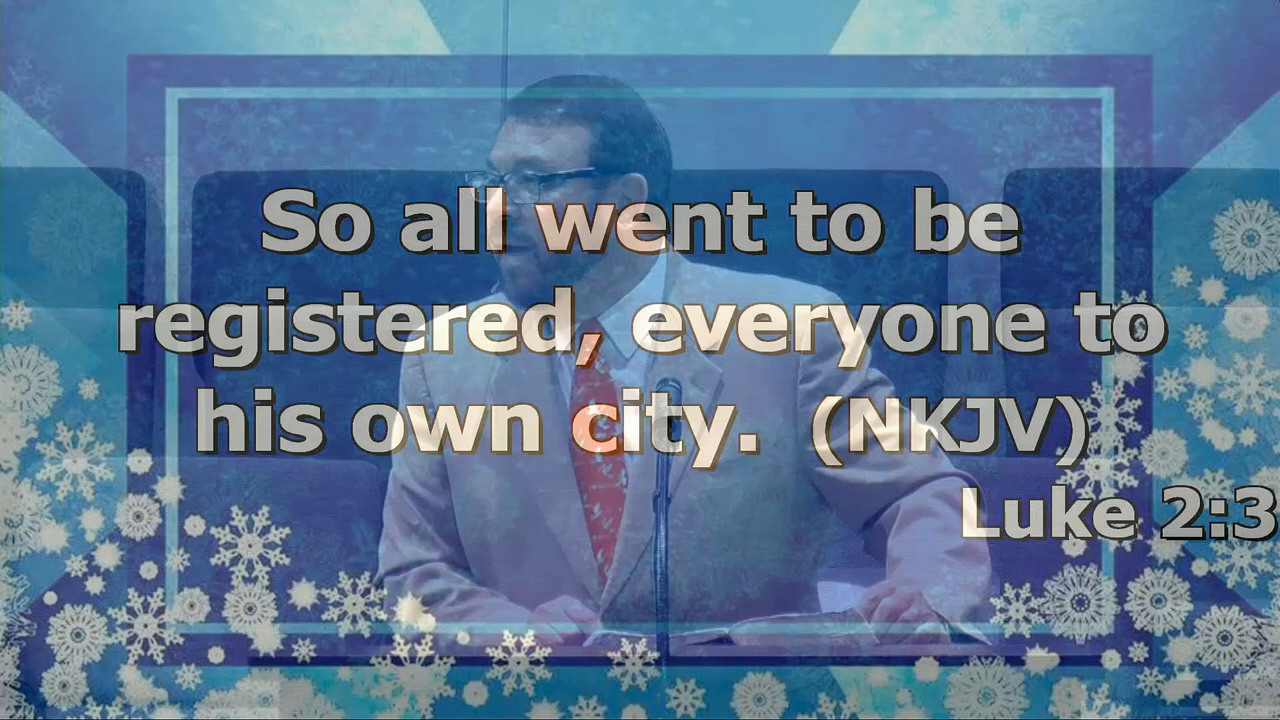 So all went to be
registered, everyone to
his own city. (NKJV)
Luke 2:3